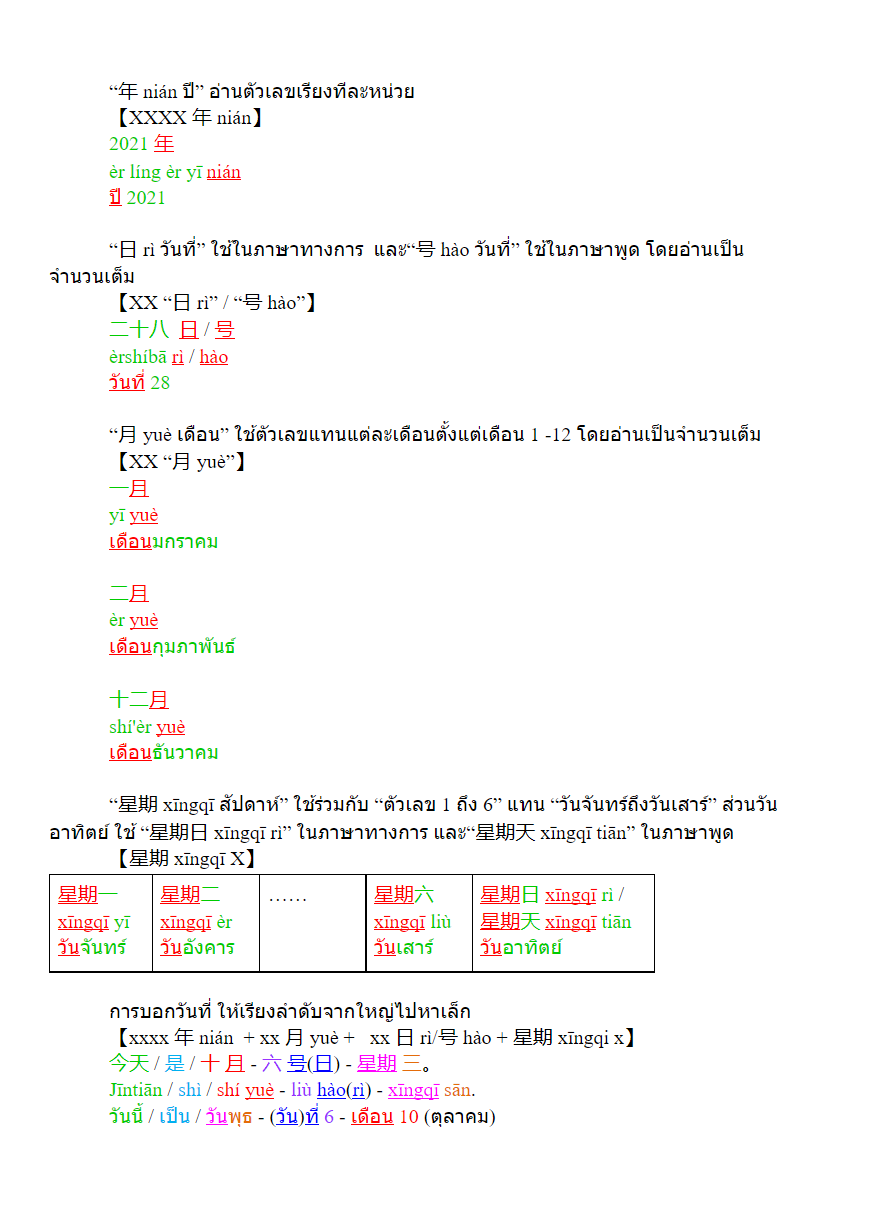 “年 nián ปี” อ่านตัวเลขเรียงทีละหน่วย
【XXXX 年 nián】
2021 年
èr líng èr yī nián
ปี 2021
“日 rì วันที่” ใช้ในภาษาทางการ และ“号 hào วันที่” ใช้ในภาษาพูด โดยอ่านเป็น
จำนวนเต็ม
【XX “日 rì” / “号 hào”】
二十八 日 / 号
èrshíbā rì / hào
วันที่ 28
“月 yuè เดือน” ใช้ตัวเลขแทนแต่ละเดือนตั้งแต่เดือน 1 -12 โดยอ่านเป็นจำนวนเต็ม
【XX “月 yuè”】
一月
yī yuè
เดือนมกราคม
二月
èr yuè
เดือนกุมภาพันธ์
十二月
shí'èr yuè
เดือนธันวาคม
“星期 xīngqī สัปดาห์” ใช้ร่วมกับ “ตัวเลข 1 ถึง 6” แทน “วันจันทร์ถึงวันเสาร์” ส่วนวัน
อาทิตย์ ใช้ “星期日 xīngqī rì” ในภาษาทางการ และ“星期天 xīngqī tiān” ในภาษาพูด
【星期 xīngqī X】
星期一 星期二 …… 星期六 星期日 xīngqī rì /
xīngqī yī xīngqī èr xīngqī liù 星期天 xīngqī tiān
วันจันทร์ วันอังคาร วันเสาร์ วันอาทิตย์
การบอกวันที่ ให้เรียงลำดับจากใหญ่ไปหาเล็ก
【xxxx 年 nián + xx 月 yuè + xx 日 rì/号 hào + 星期 xīngqi x】
今天 / 是 / 十 月 - 六 号(日) - 星期 三。
Jīntiān / shì / shí yuè - liù hào(rì) - xīngqī sān.
วันนี้ / เป็น / วันพุธ - (วัน)ที่ 6 - เดือน 10 (ตุลาคม)